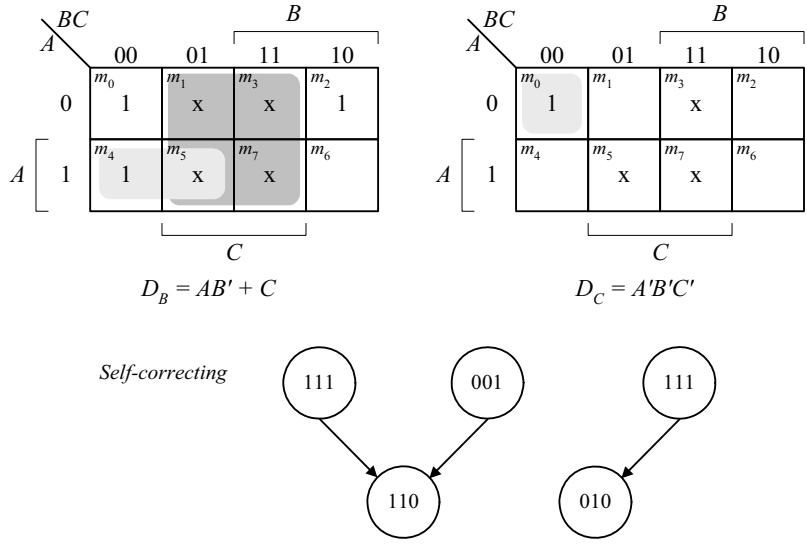 BC B BC B
A A
00 01 11 10 00 01 11 10
m0 m1 m3 m2 m0 m1 m3 m2
0 1 x x 1 0 1 x
m4 m5 m7 m6 m4 m5 m7 m6
A 1 1 x x A 1 x x
C C
D_B = AB' + C D_C = A'B'C'
Self-correcting 111 001 111
110 010